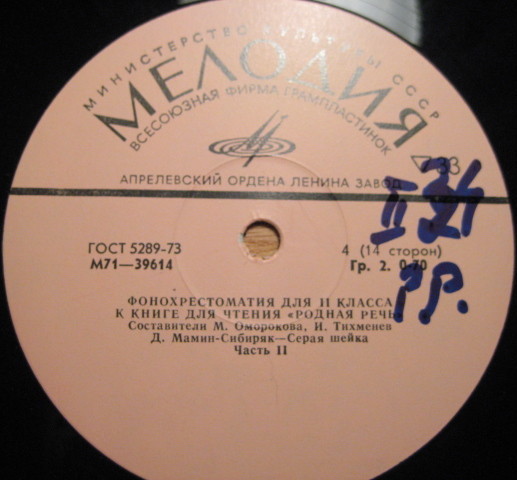 МИНИСТЕРСТВО КУЛЬТУРЫ СССР
МЕЛОДИЯ
ВСЕСОЮЗНАЯ ФИРМА ГРАМПЛАСТИНОК
33
АПРЕЛЕВСКИЙ ОРДЕНА ЛЕНИНА ЗАВОД
ГОСТ 5289-73
М71—39614
4 (14 сторон)
Гр. 2. 0-70
ФОНОХРЕСТОМАТИЯ ДЛЯ II КЛАССА
К КНИГЕ ДЛЯ ЧТЕНИЯ «РОДНАЯ РЕЧЬ»
Составители М. Оморокова, И. Тихменев
Д. Мамин-Сибиряк—Серая шейка
Часть II